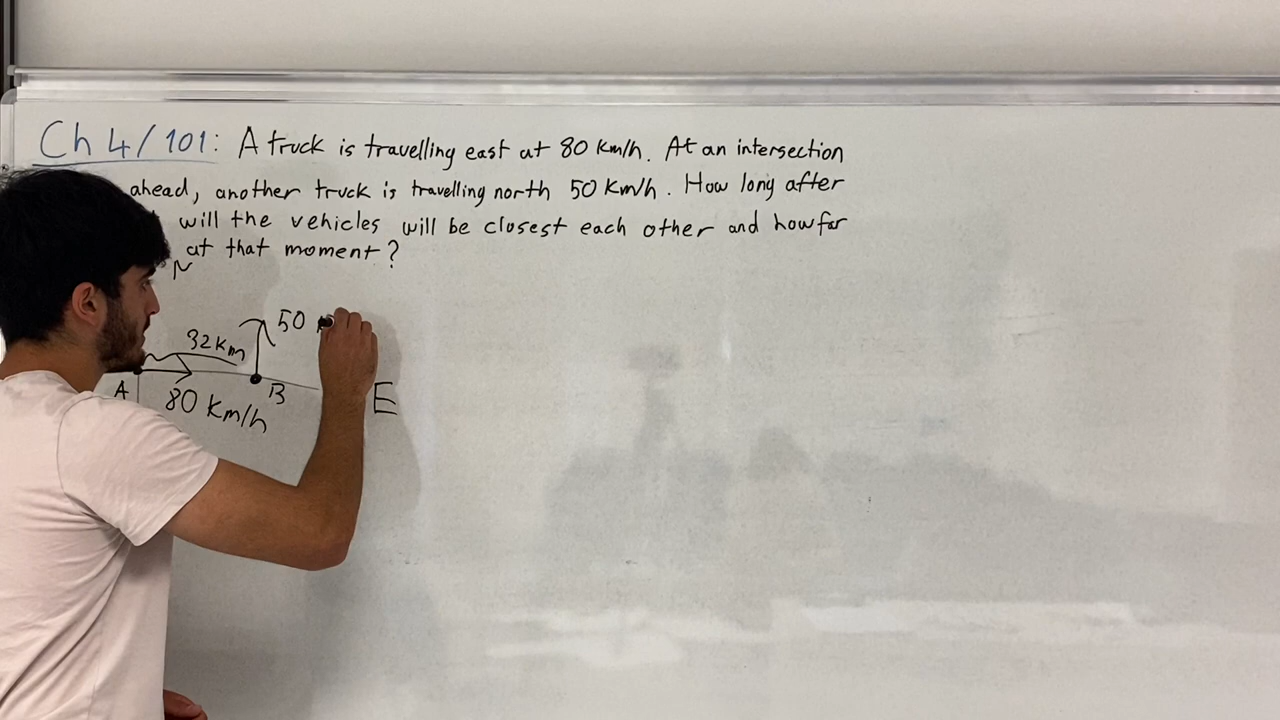 Ch 4/101: A truck is travelling east at 80 km/h. At an intersection
ahead, another truck is travelling north 50 km/h. How long after
will the vehicles will be closest each other and how far
at that moment?
N
50
32 km
A
B
80 km/h
E